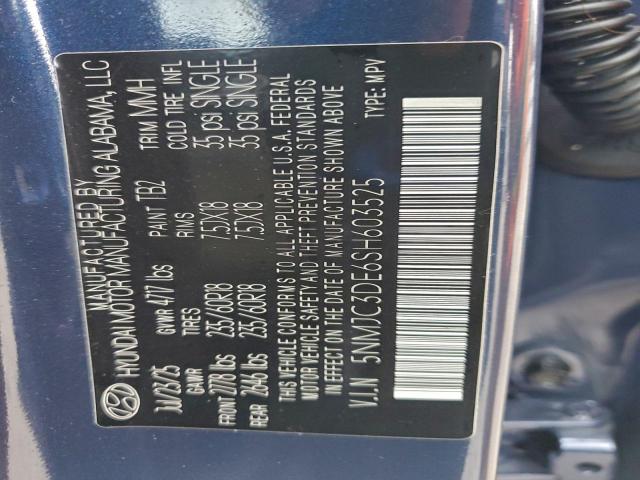 MANUFACTURED BY
HYUNDAI MOTOR MANUFACTURING ALABAMA, LLC
Jul/23/25 GVWR 4717 lbs PAINT TB2 TRIM MMH
GAWR TIRES RIMS COLD TIRE INFL
FRONT 2778 lbs 235/60R18 7.5JX18 35 psi SINGLE
REAR 2646 lbs 235/60R18 7.5JX18 35 psi SINGLE
THIS VEHICLE CONFORMS TO ALL APPLICABLE U.S.A. FEDERAL
MOTOR VEHICLE SAFETY AND THEFT PREVENTION STANDARDS
IN EFFECT ON THE DATE OF MANUFACTURE SHOWN ABOVE
V.I.N 5NMJC3DE6SH603525 TYPE: MPV